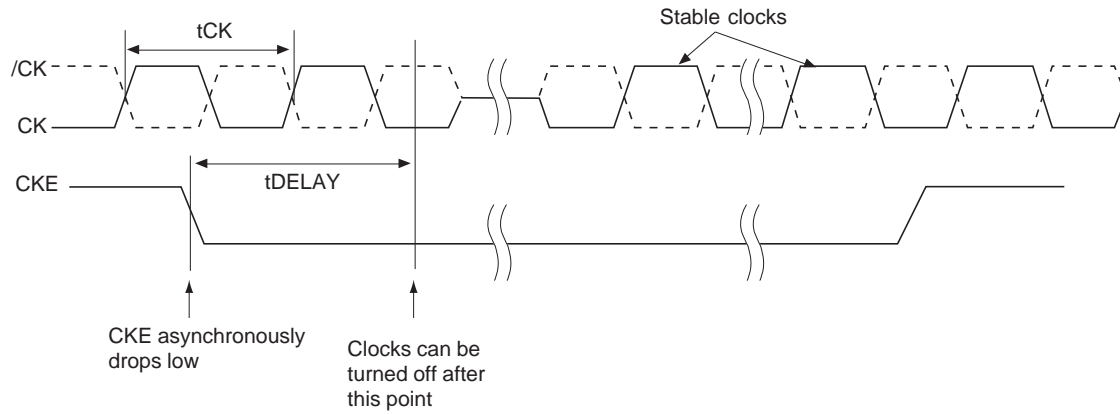 Stable clocks
tCK
/CK
CK
tDELAY
CKE
CKE asynchronously
drops low
Clocks can be
turned off after
this point